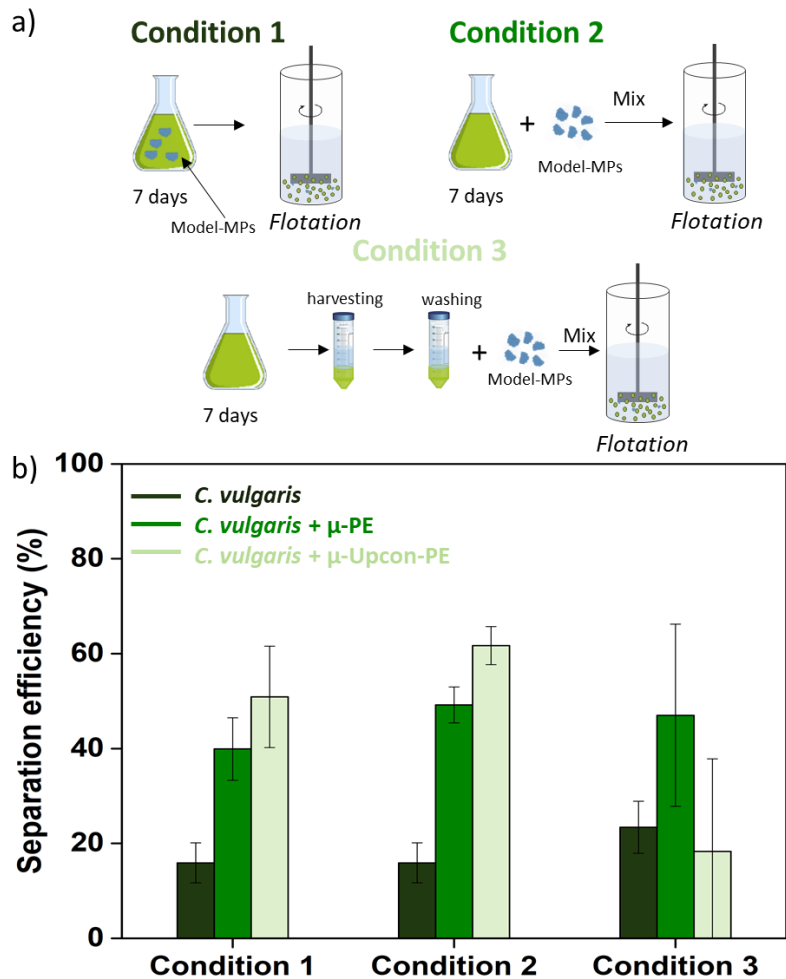 a)
Condition 1
Condition 2
Mix
7 days
Model-MPs
Flotation
+
7 days
Model-MPs
Flotation
Condition 3
harvesting
washing
+
Mix
Model-MPs
7 days
Flotation
b)
100
80
60
40
20
0
Separation efficiency (%)
C. vulgaris
C. vulgaris + µ-PE
C. vulgaris + µ-Upcon-PE
Condition 1
Condition 2
Condition 3